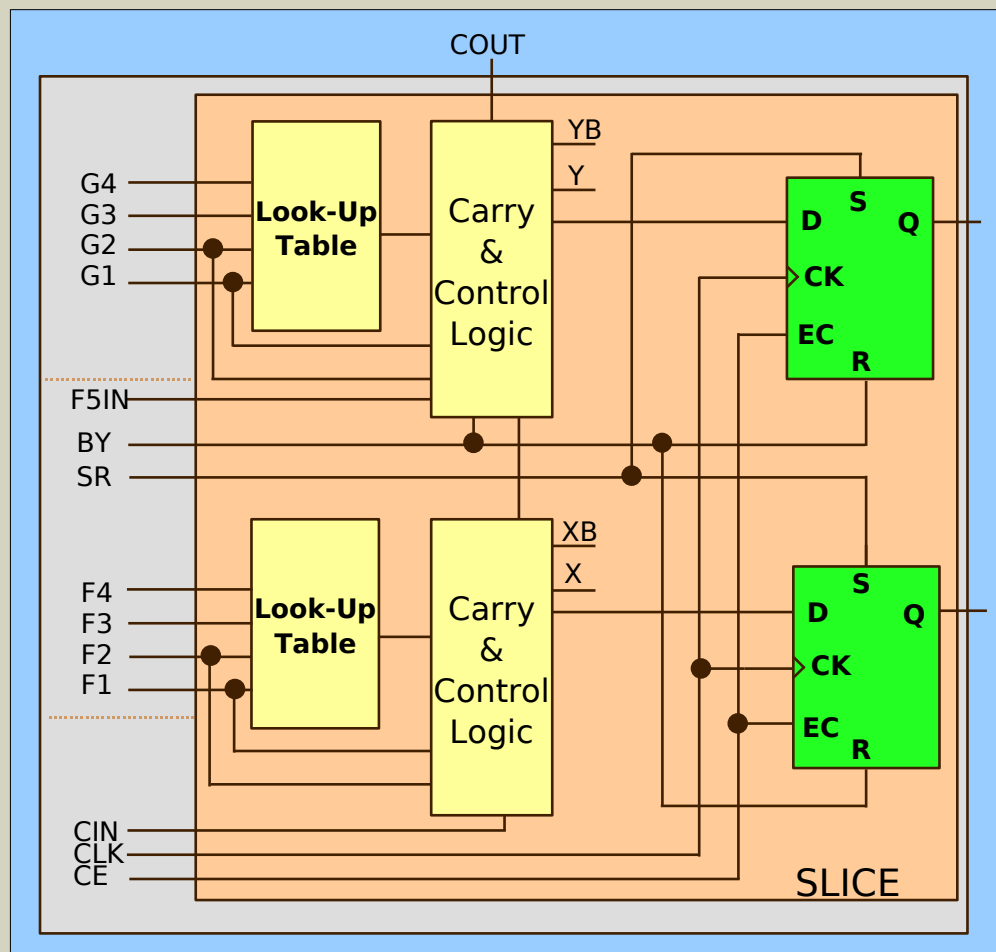 COUT
G4
G3
G2
G1
F5IN
BY
SR
F4
F3
F2
F1
CIN
CLK
CE
Look-Up
Table
Carry
&
Control
Logic
YB
Y
S
D
Q
CK
EC
R
Look-Up
Table
Carry
&
Control
Logic
XB
X
S
D
Q
CK
EC
R
SLICE